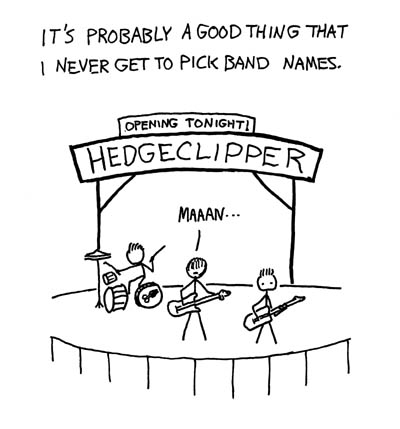 IT'S PROBABLY A GOOD THING THAT
I NEVER GET TO PICK BAND NAMES.
OPENING TONIGHT!
HEDGECLIPPER
MAAAN...